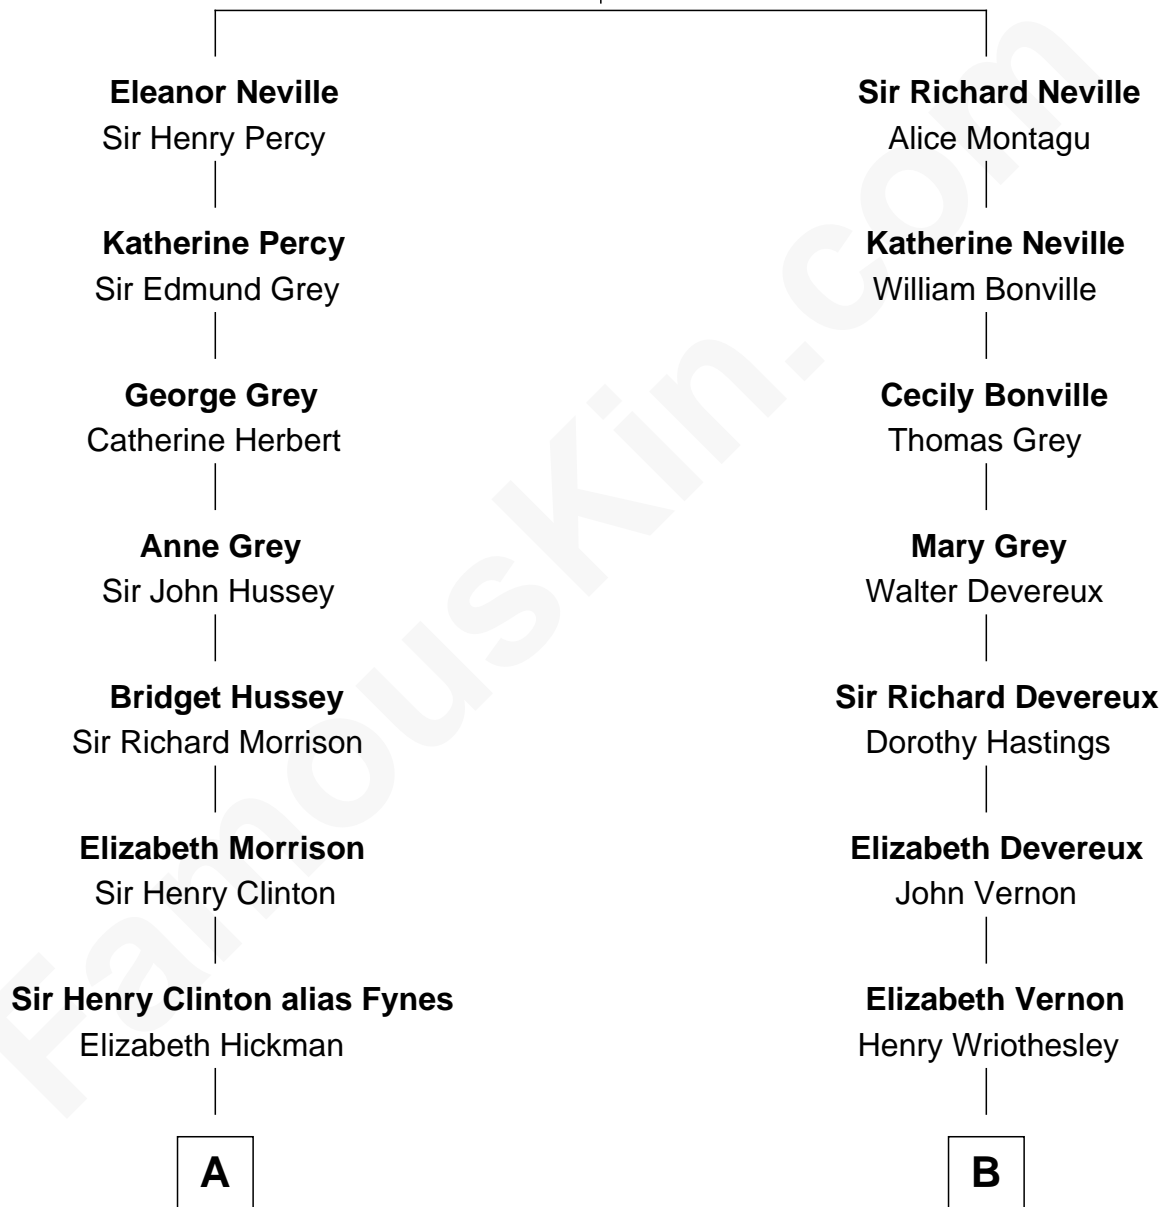 Eleanor Neville
Sir Henry Percy
Katherine Percy
Sir Edmund Grey
George Grey
Catherine Herbert
Anne Grey
Sir John Hussey
Bridget Hussey
Sir Richard Morrison
Elizabeth Morrison
Sir Henry Clinton
Sir Henry Clinton alias Fynes
Elizabeth Hickman
A
Sir Richard Neville
Alice Montagu
Katherine Neville
William Bonville
Cecily Bonville
Thomas Grey
Mary Grey
Walter Devereux
Sir Richard Devereux
Dorothy Hastings
Elizabeth Devereux
John Vernon
Elizabeth Vernon
Henry Wriothesley
B
FamousKin.com